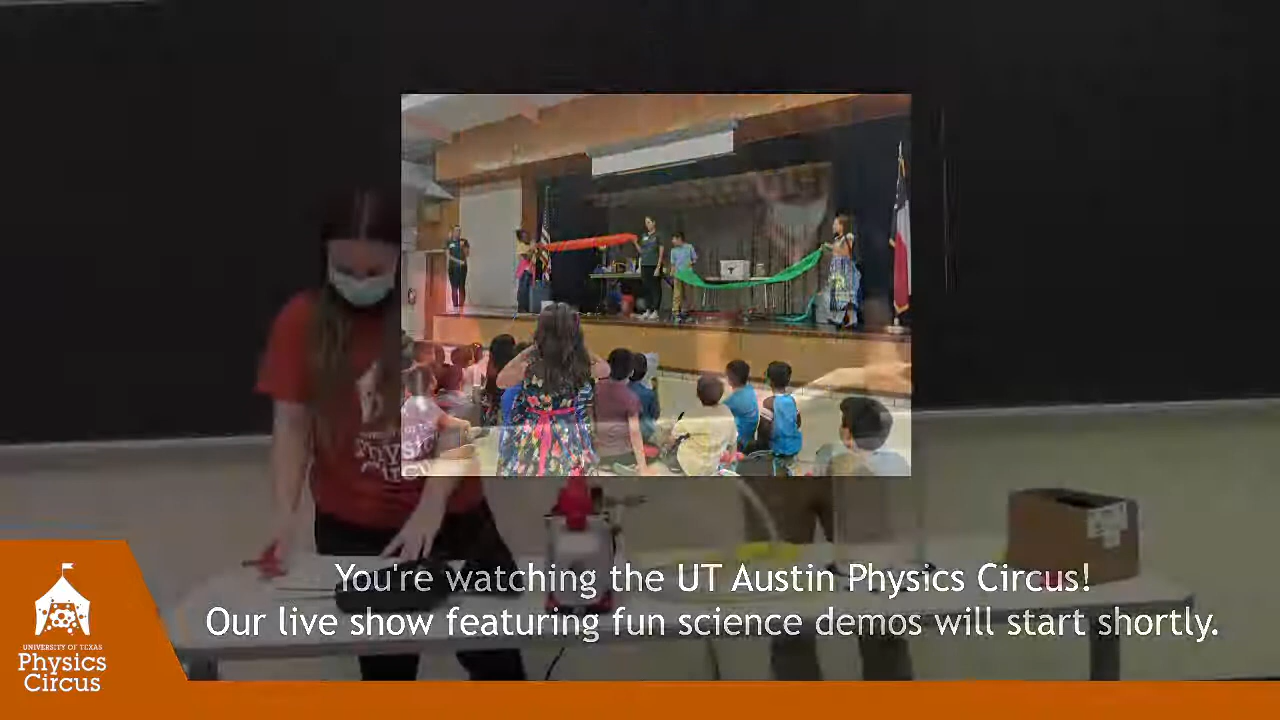 You're watching the UT Austin Physics Circus!
Our live show featuring fun science demos will start shortly.
UNIVERSITY OF TEXAS
Physics
Circus